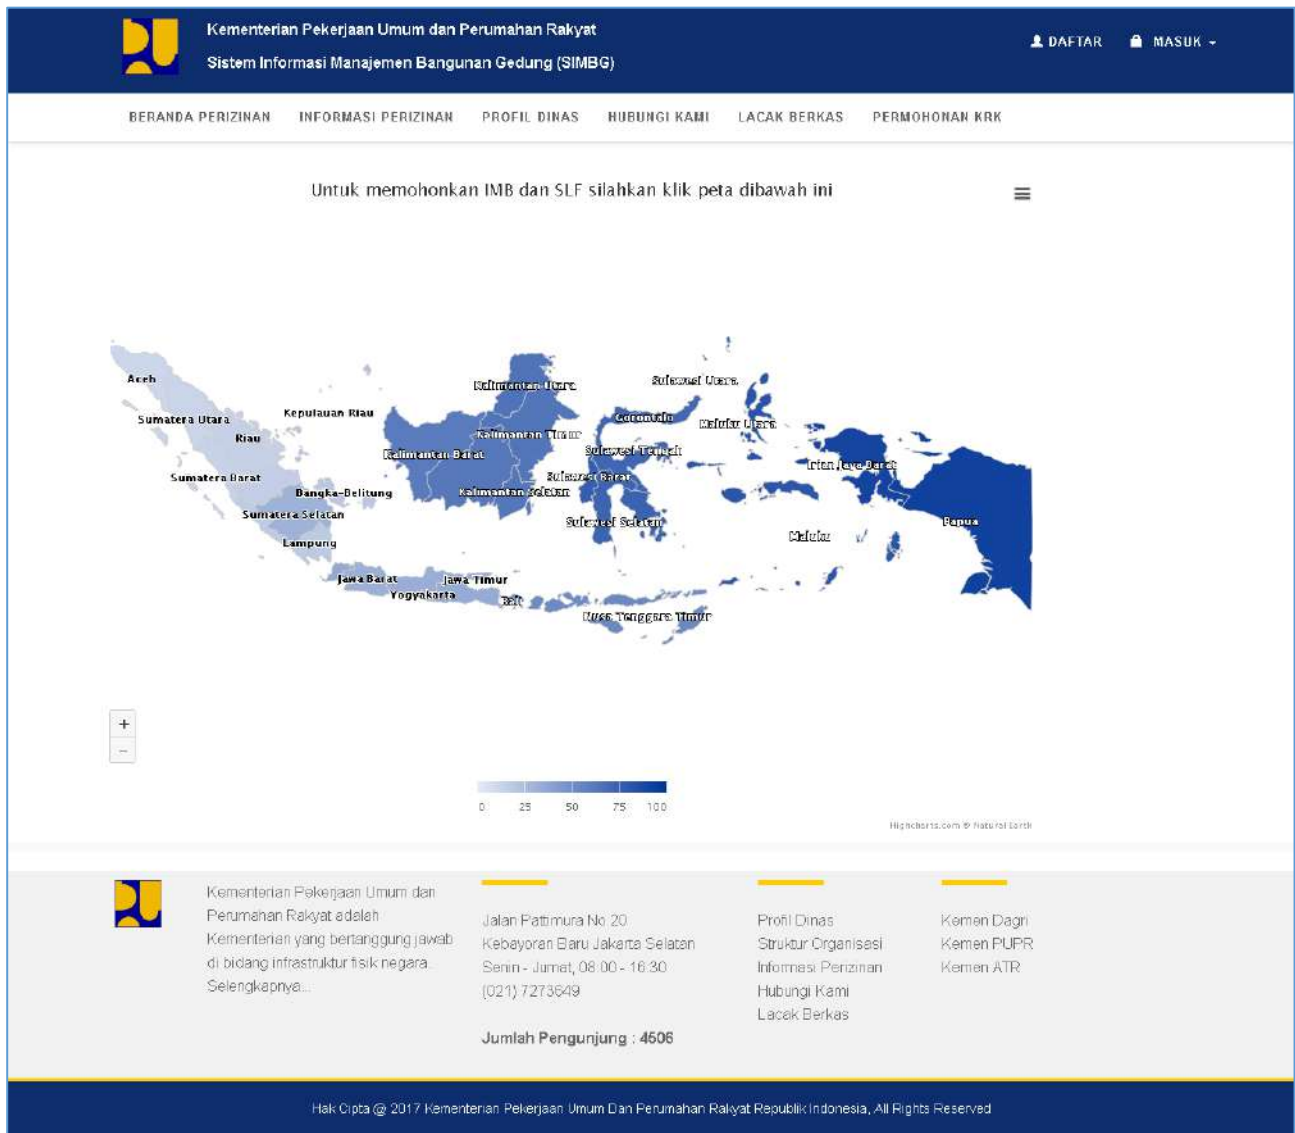 Kementerian Pekerjaan Umum dan Perumahan Rakyat
Sistem Informasi Manajemen Bangunan Gedung (SIMBG)
DAFTAR
MASUK
BERANDA PERIZINAN
INFORMASI PERIZINAN
PROFIL DINAS
HUBUNGI KAMI
LACAK BERKAS
PERMOHONAN KRK
Untuk memohonkan IMB dan SLF silahkan klik peta dibawah ini
Aceh
Kalimantan Utara
Sulawesi Utara
Sumatera Utara
Kepulauan Riau
Gorontalo
Maluku Utara
Riau
Kalimantan Timur
Kalimantan Barat
Sulawesi Tengah
Irian Jaya Barat
Sumatera Barat
Sulawesi Barat
Bangka-Belitung
Kalimantan Selatan
Sumatera Selatan
Sulawesi Selatan
Papua
Lampung
Maluku
Jawa Barat
Jawa Timur
Yogyakarta
Bali
Nusa Tenggara Timur
+
-
0 25 50 75 100
Highcharts.com © Natural Earth
Kementerian Pekerjaan Umum dan
Perumahan Rakyat adalah
Kementerian yang bertanggung jawab
di bidang infrastruktur fisik negara.
Selengkapnya...
Jalan Pattimura No 20
Kebayoran Baru Jakarta Selatan
Senin - Jumat, 08:00 - 16:30
(021) 7273649
Jumlah Pengunjung : 4506
Profil Dinas
Struktur Organisasi
Informasi Perizinan
Hubungi Kami
Lacak Berkas
Kemen Dagri
Kemen PUPR
Kemen ATR
Hak Cipta @ 2017 Kementerian Pekerjaan Umum Dan Perumahan Rakyat Republik Indonesia, All Rights Reserved